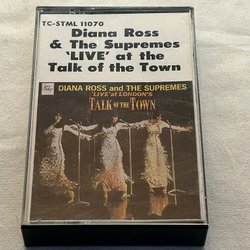 TC-STML 11070
Diana Ross
& The Supremes
'LIVE' at the
Talk of the Town
DIANA ROSS and THE SUPREMES
'LIVE' at LONDON'S
TALK OF THE TOWN